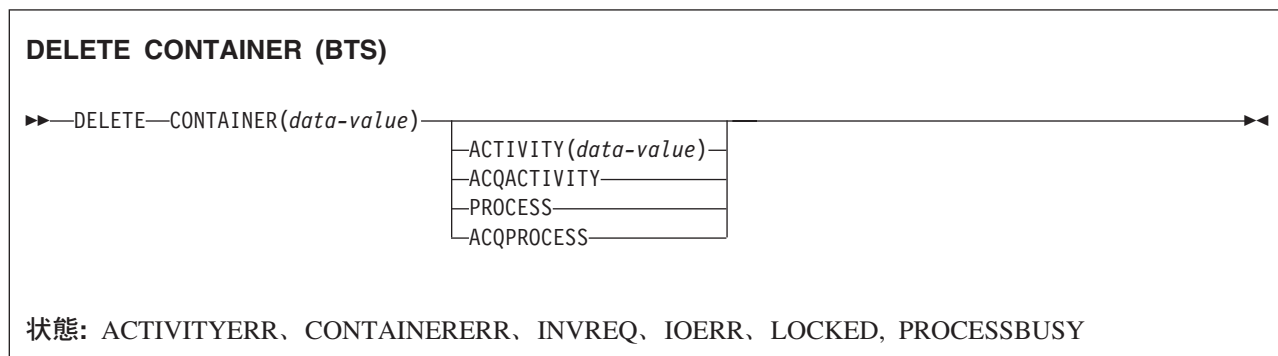 DELETE CONTAINER (BTS)
DELETE CONTAINER(data-value)
ACTIVITY(data-value)
ACQACTIVITY
PROCESS
ACQPROCESS
状態: ACTIVITYERR、CONTAINERERR、INVREQ、IOERR、LOCKED, PROCESSBUSY